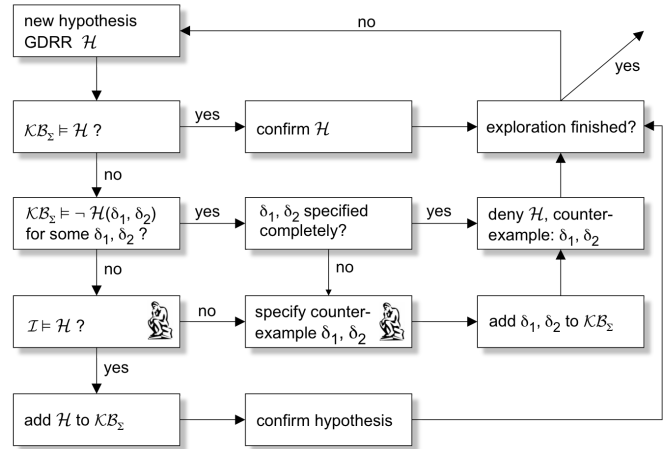 new hypothesis
GDRR ℋ
no
yes
𝒦ℬ_Σ ⊨ ℋ ?
yes
confirm ℋ
exploration finished?
no
𝒦ℬ_Σ ⊨ ¬ ℋ(δ₁, δ₂)
for some δ₁, δ₂ ?
yes
δ₁, δ₂ specified
completely?
yes
deny ℋ, counter-
example: δ₁, δ₂
no
no
ℐ ⊨ ℋ ?
no
specify counter-
example δ₁, δ₂
add δ₁, δ₂ to 𝒦ℬ_Σ
yes
add ℋ to 𝒦ℬ_Σ
confirm hypothesis